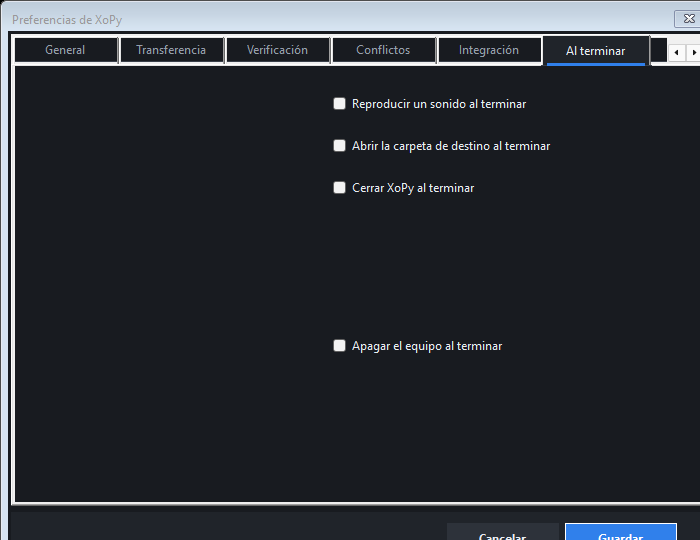 Preferencias de XoPy
General Transferencia Verificación Conflictos Integración Al terminar
Reproducir un sonido al terminar
Abrir la carpeta de destino al terminar
Cerrar XoPy al terminar
Apagar el equipo al terminar
Cancelar Guardar